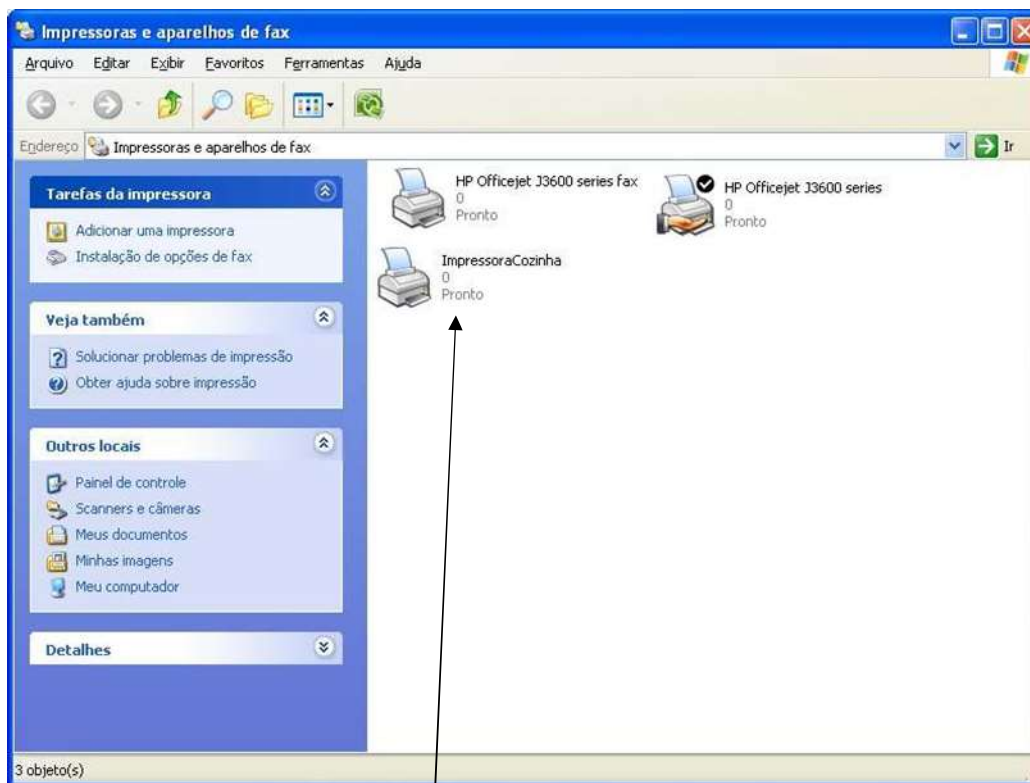 Impressoras e aparelhos de fax
Arquivo Editar Exibir Favoritos Ferramentas Ajuda
Endereço Impressoras e aparelhos de fax Ir
Tarefas da impressora
Adicionar uma impressora
Instalação de opções de fax
Veja também
Solucionar problemas de impressão
Obter ajuda sobre impressão
Outros locais
Painel de controle
Scanners e câmeras
Meus documentos
Minhas imagens
Meu computador
Detalhes
HP Officejet J3600 series fax
0
Pronto
HP Officejet J3600 series
0
Pronto
ImpressoraCozinha
0
Pronto
3 objeto(s)